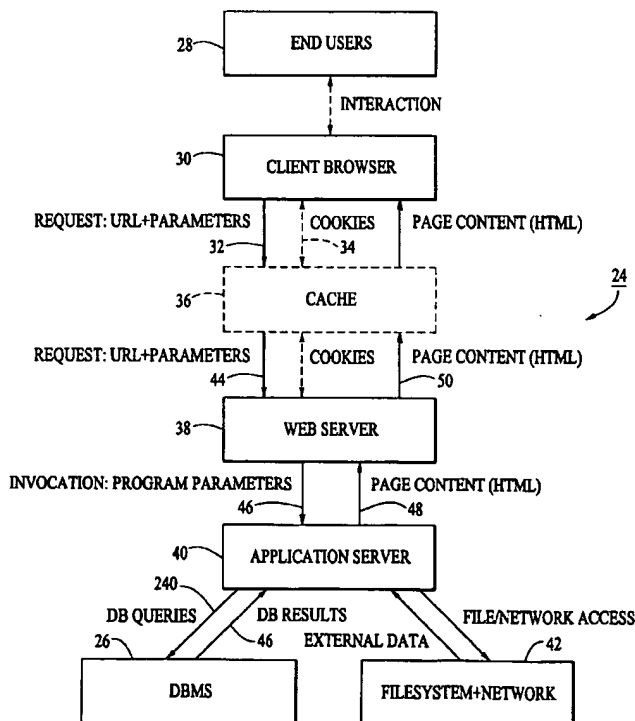 28
END USERS
INTERACTION
30
CLIENT BROWSER
REQUEST: URL+PARAMETERS
COOKIES
PAGE CONTENT (HTML)
32
34
24
36
CACHE
REQUEST: URL+PARAMETERS
COOKIES
PAGE CONTENT (HTML)
44
50
38
WEB SERVER
INVOCATION: PROGRAM PARAMETERS
PAGE CONTENT (HTML)
46
48
40
APPLICATION SERVER
240
DB QUERIES
DB RESULTS
FILE/NETWORK ACCESS
26
46
EXTERNAL DATA
42
DBMS
FILESYSTEM+NETWORK